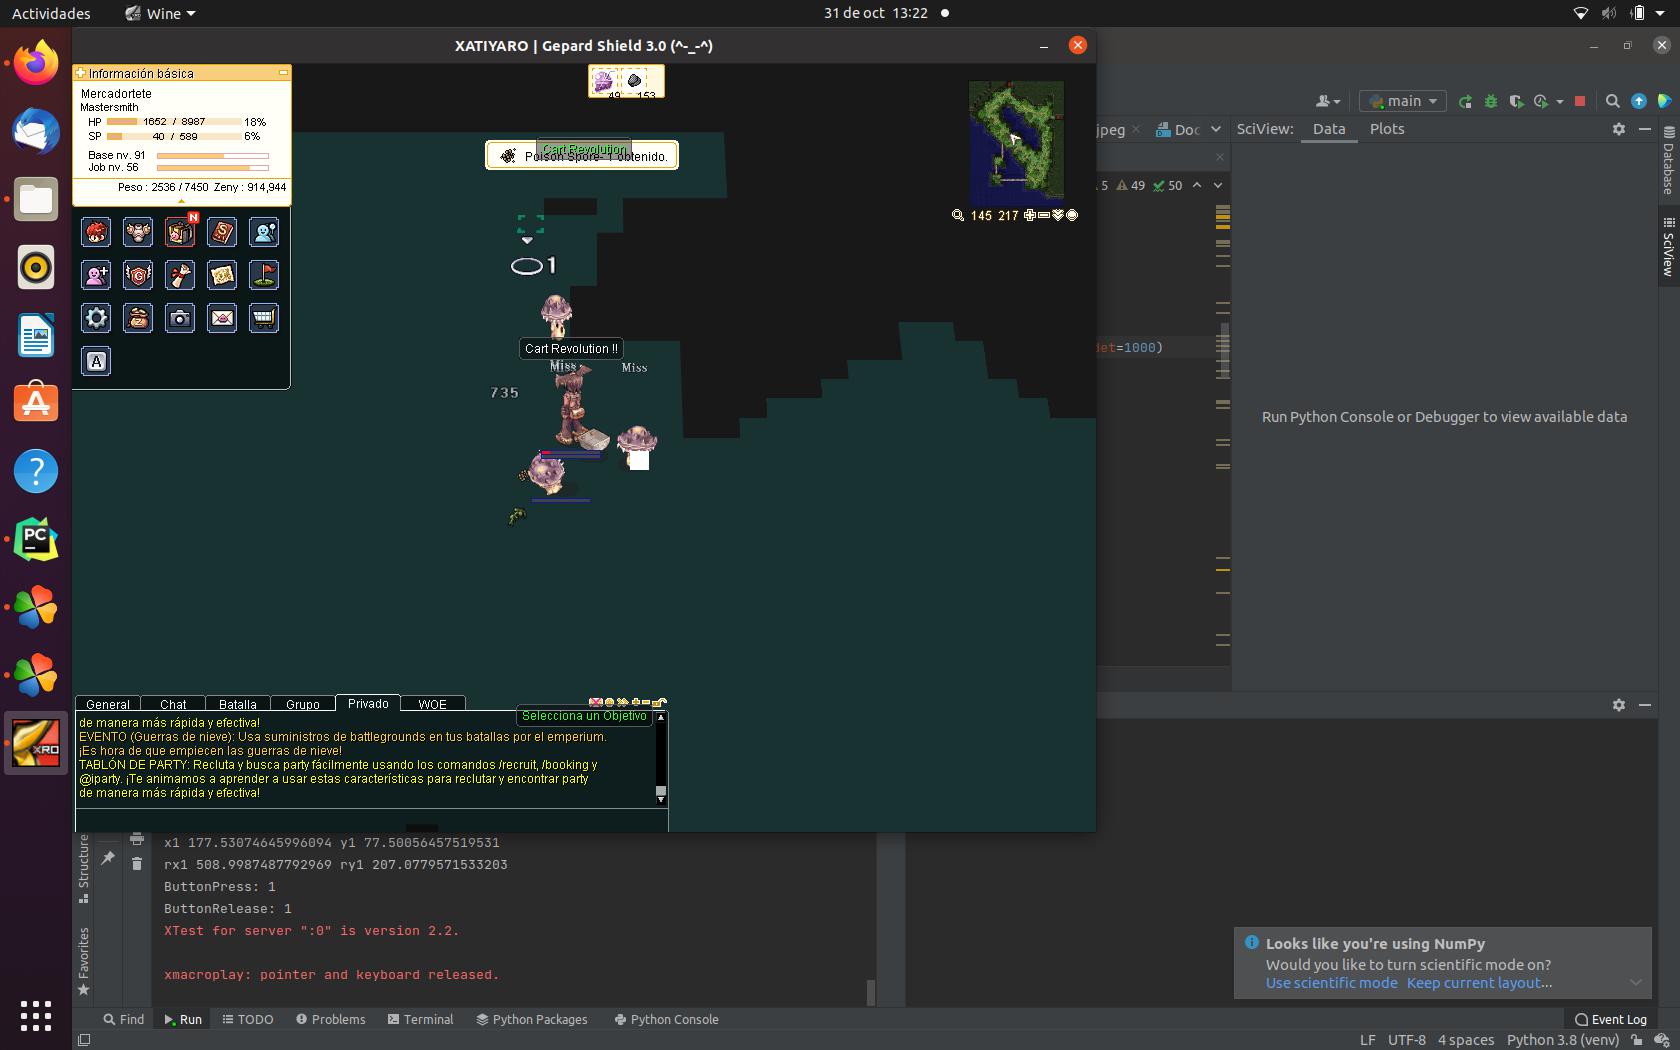 Actividades
Wine
31 de oct 13:22
XATIYARO | Gepard Shield 3.0 (^-_-^)
Información básica
Mercadortete
Mastersmith
HP 1652 / 8987 18%
SP 40 / 589 6%
Base nv. 91
Job nv. 56
Peso : 2536 / 7450 Zeny : 914,944
N
S
G
A
49 153
Cart Revolution
Poison Spore- 1 obtenido.
145 217
1
Cart Revolution !!
Miss Miss
735
General Chat Batalla Grupo Privado WOE
Selecciona un Objetivo
de manera más rápida y efectiva!
EVENTO (Guerras de nieve): Usa suministros de battlegrounds en tus batallas por el emperium.
¡Es hora de que empiecen las guerras de nieve!
TABLÓN DE PARTY: Recluta y busca party fácilmente usando los comandos /recruit, /booking y
@iparty. ¡Te animamos a aprender a usar estas características para reclutar y encontrar party
de manera más rápida y efectiva!
main
jpeg
Doc
SciView: Data Plots
5 49 50
Database
SciView
det=1000)
Run Python Console or Debugger to view available data
PC
XRO
Structure
Favorites
x1 177.53074645996094 y1 77.50056457519531
rx1 508.9987487792969 ry1 207.0779571533203
ButtonPress: 1
ButtonRelease: 1
XTest for server ":0" is version 2.2.
xmacroplay: pointer and keyboard released.
Looks like you're using NumPy
Would you like to turn scientific mode on?
Use scientific mode Keep current layout...
Find Run TODO Problems Terminal Python Packages Python Console
Event Log
LF UTF-8 4 spaces Python 3.8 (venv)